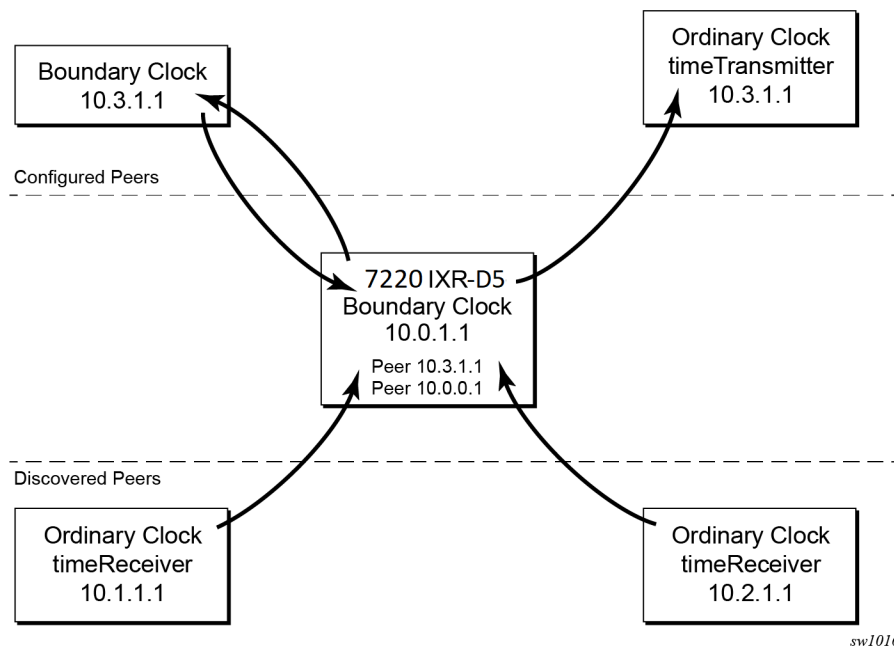 Boundary Clock
10.3.1.1
Ordinary Clock
timeTransmitter
10.3.1.1
Configured Peers
7220 IXR-D5
Boundary Clock
10.0.1.1
Peer 10.3.1.1
Peer 10.0.0.1
Discovered Peers
Ordinary Clock
timeReceiver
10.1.1.1
Ordinary Clock
timeReceiver
10.2.1.1